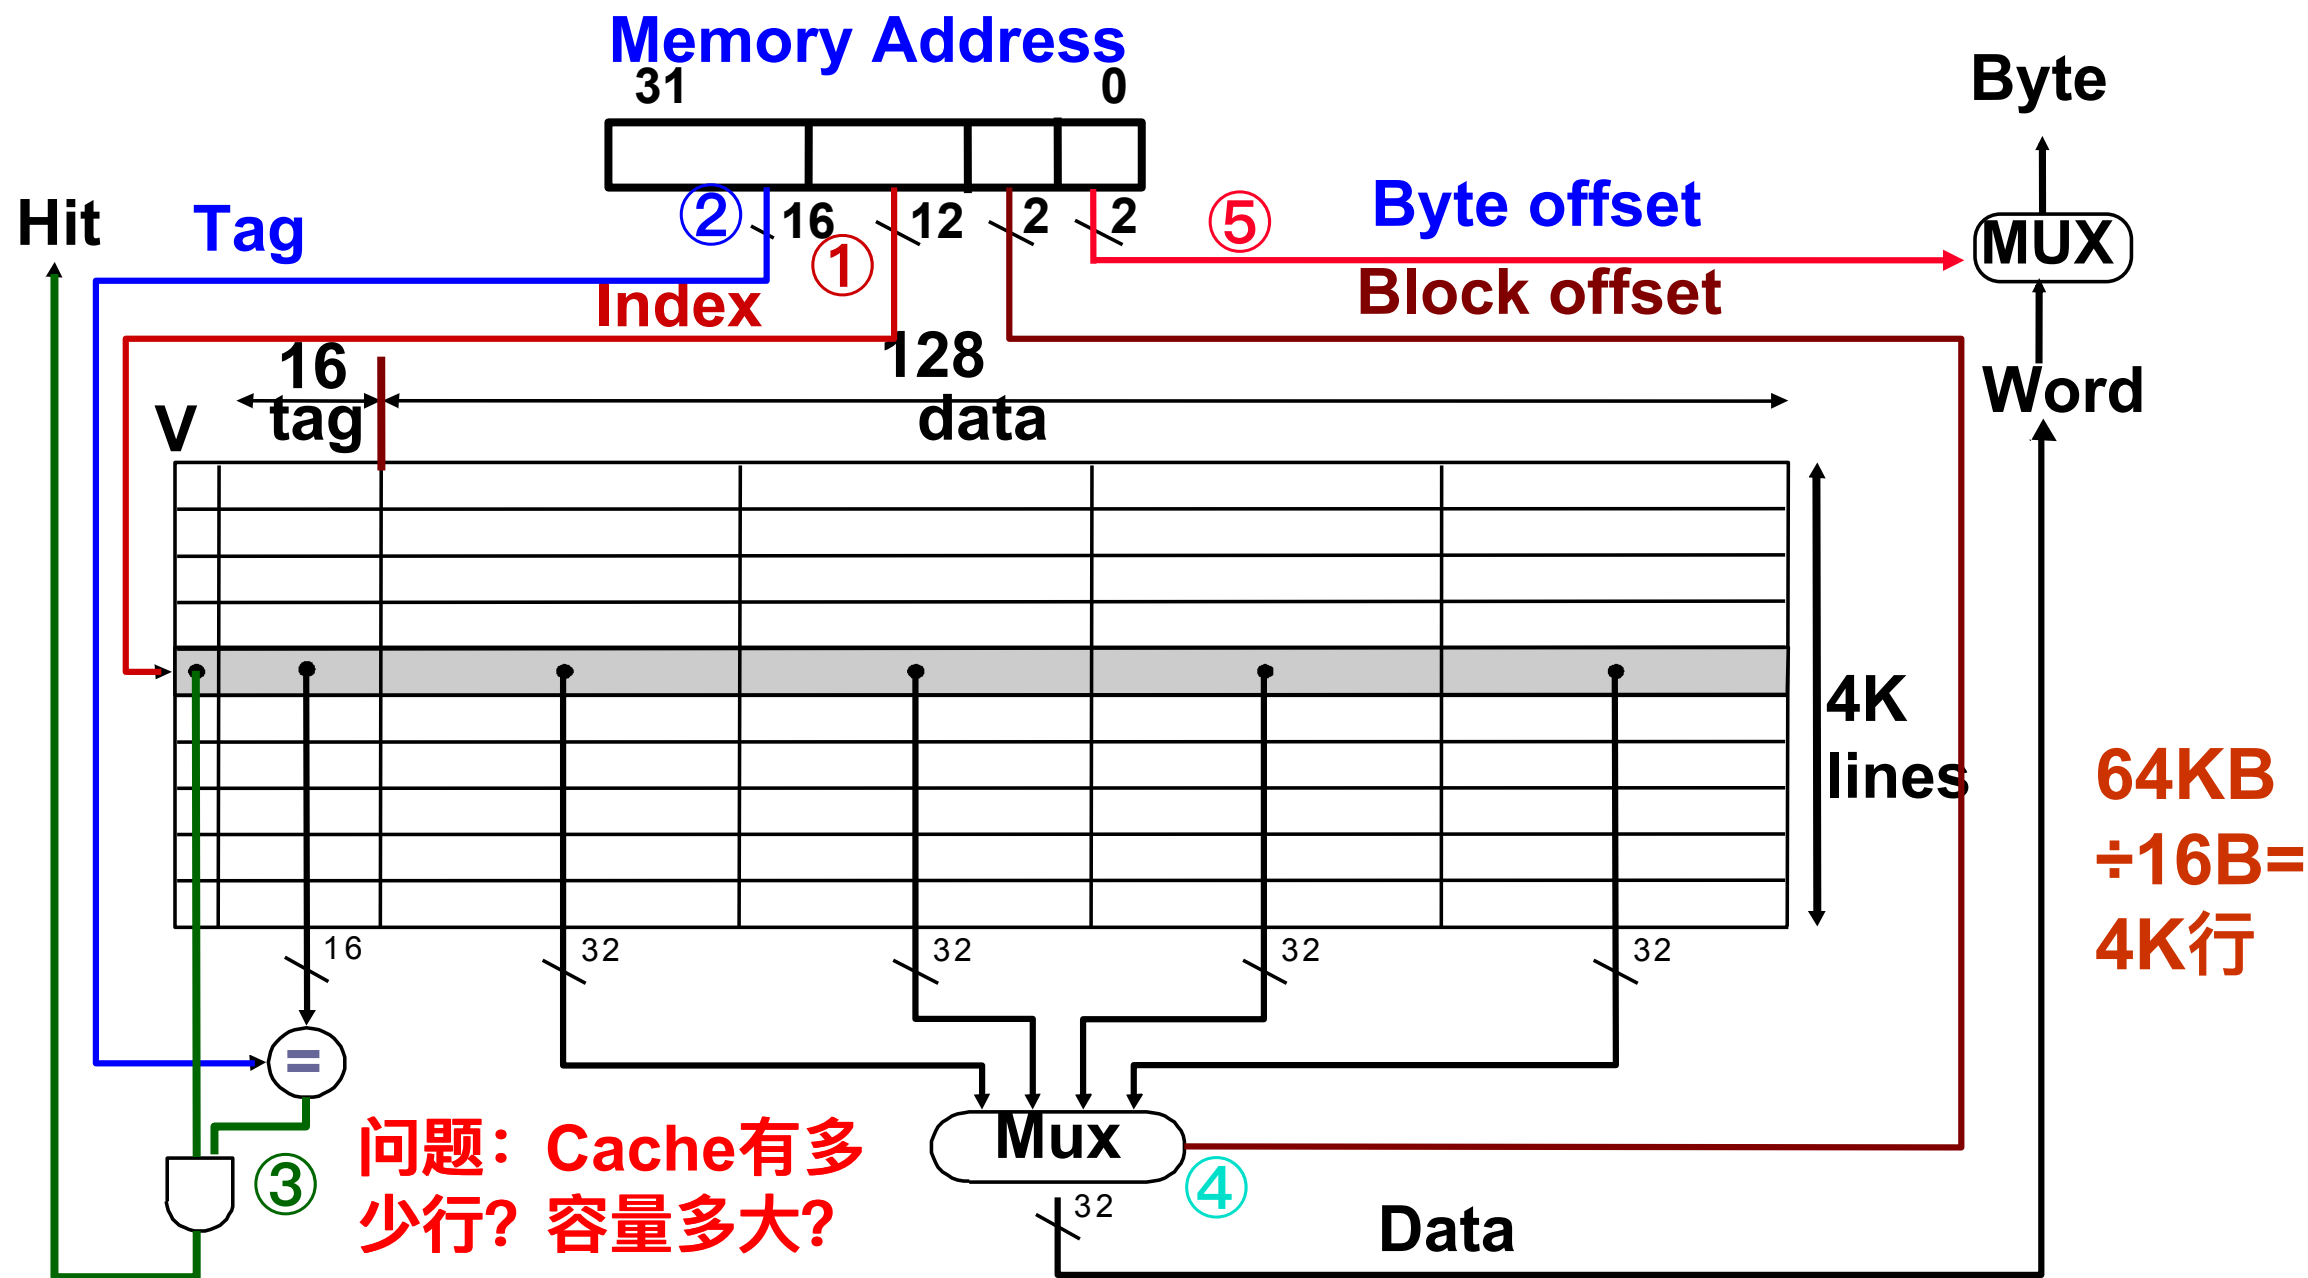 Memory Address
31 0
Byte
Hit
Tag
② 16 ① 12 2 2 ⑤
Byte offset
MUX
Index
Block offset
16
128
Word
V
tag
data
4K
lines
64KB
÷16B=
4K行
16 32 32 32 32
=
问题：Cache有多
少行？容量多大？
③
Mux
④
32
Data